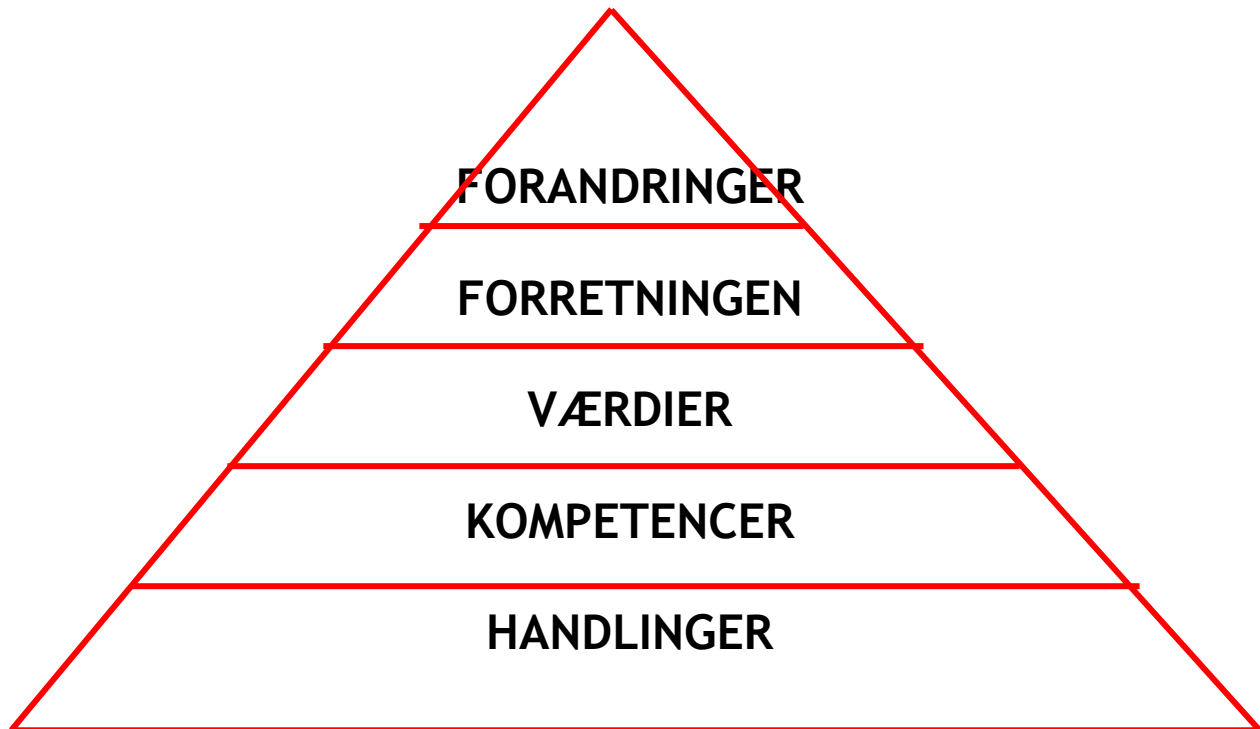 FORANDRINGER
FORRETNINGEN
VÆRDIER
KOMPETENCER
HANDLINGER